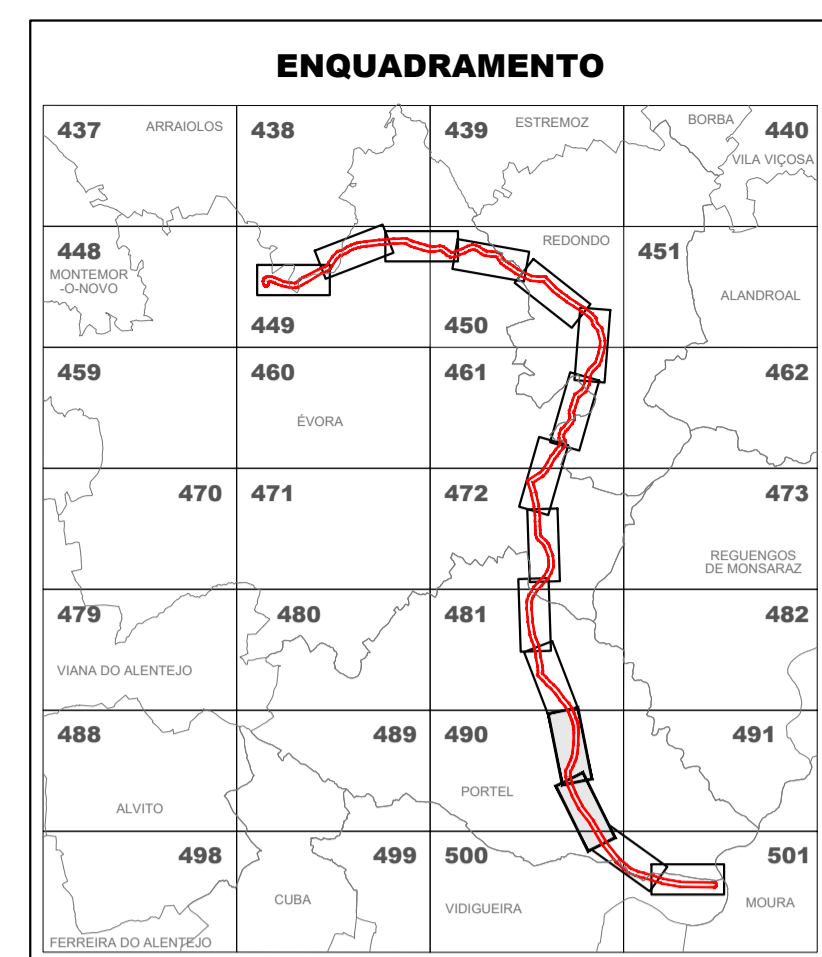 ENQUADRAMENTO
437 ARRAIOLOS 438 439 ESTREMOZ BORBA 440
VILA VIÇOSA
448 449 450 REDONDO 451
MONTEMOR
-O-NOVO
ALANDROAL
459 460 461 462
ÉVORA
470 471 472 473
REGUENGOS
DE MONSARAZ
479 480 481 482
VIANA DO ALENTEJO
488 489 490 491
PORTEL
ALVITO
498 499 500 501
CUBA
VIDIGUEIRA
MOURA
FERREIRA DO ALENTEJO